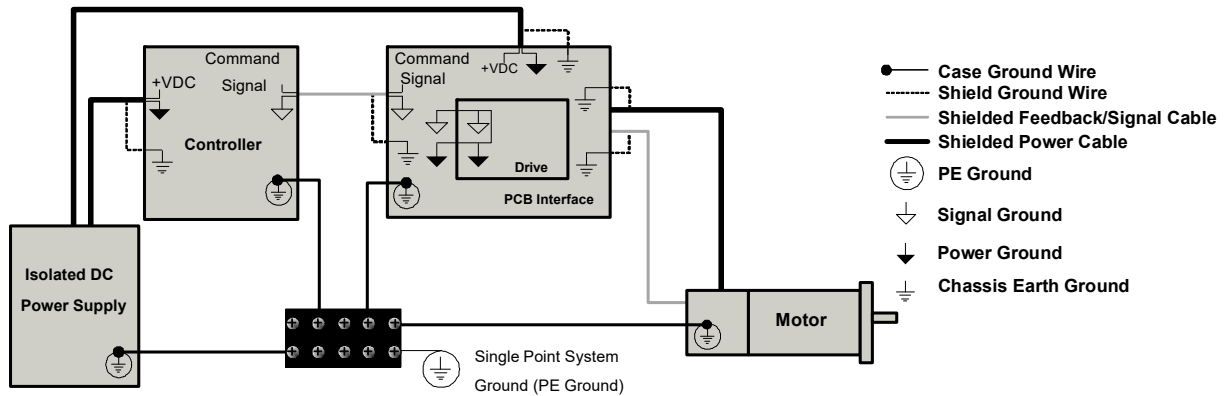 Command
Signal
+VDC
Controller
Command
Signal
+VDC
Drive
PCB Interface
Isolated DC
Power Supply
Motor
Single Point System
Ground (PE Ground)
Case Ground Wire
Shield Ground Wire
Shielded Feedback/Signal Cable
Shielded Power Cable
PE Ground
Signal Ground
Power Ground
Chassis Earth Ground